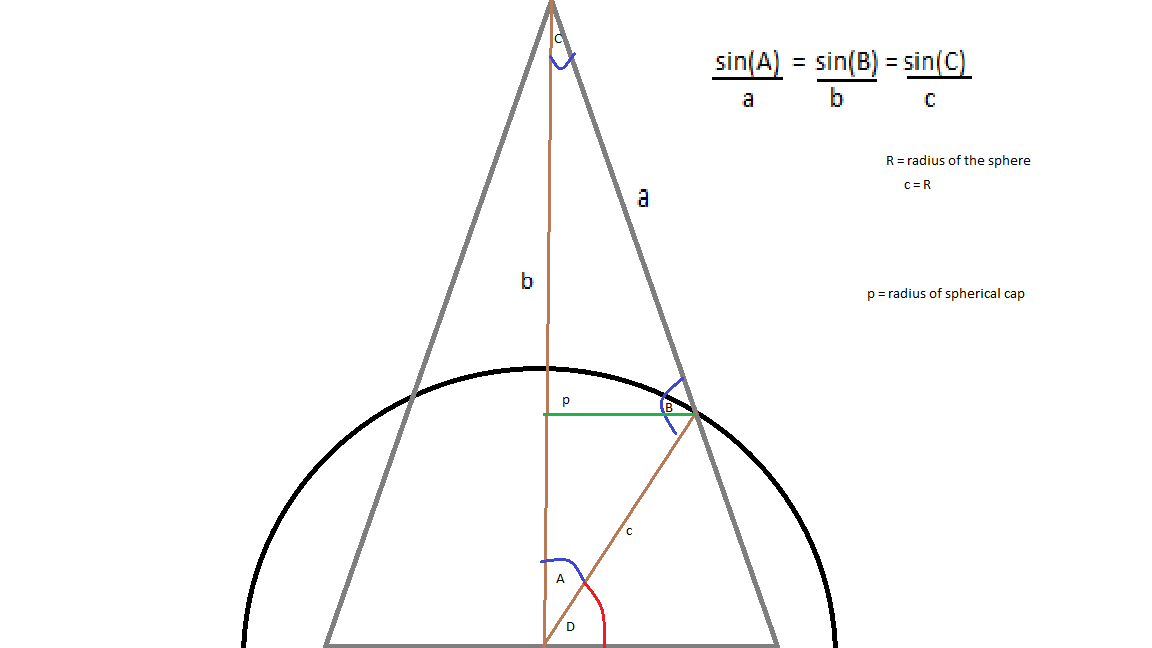 C
sin(A) = sin(B) = sin(C)
a b c
R = radius of the sphere
c = R
a
b
p = radius of spherical cap
p
B
c
A
D